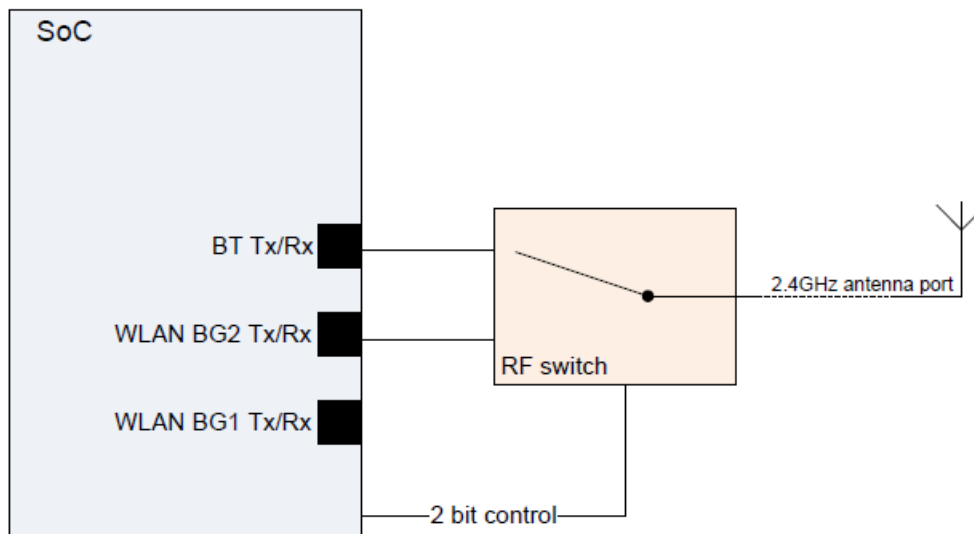 SoC
BT Tx/Rx
WLAN BG2 Tx/Rx
WLAN BG1 Tx/Rx
RF switch
2.4GHz antenna port
2 bit control